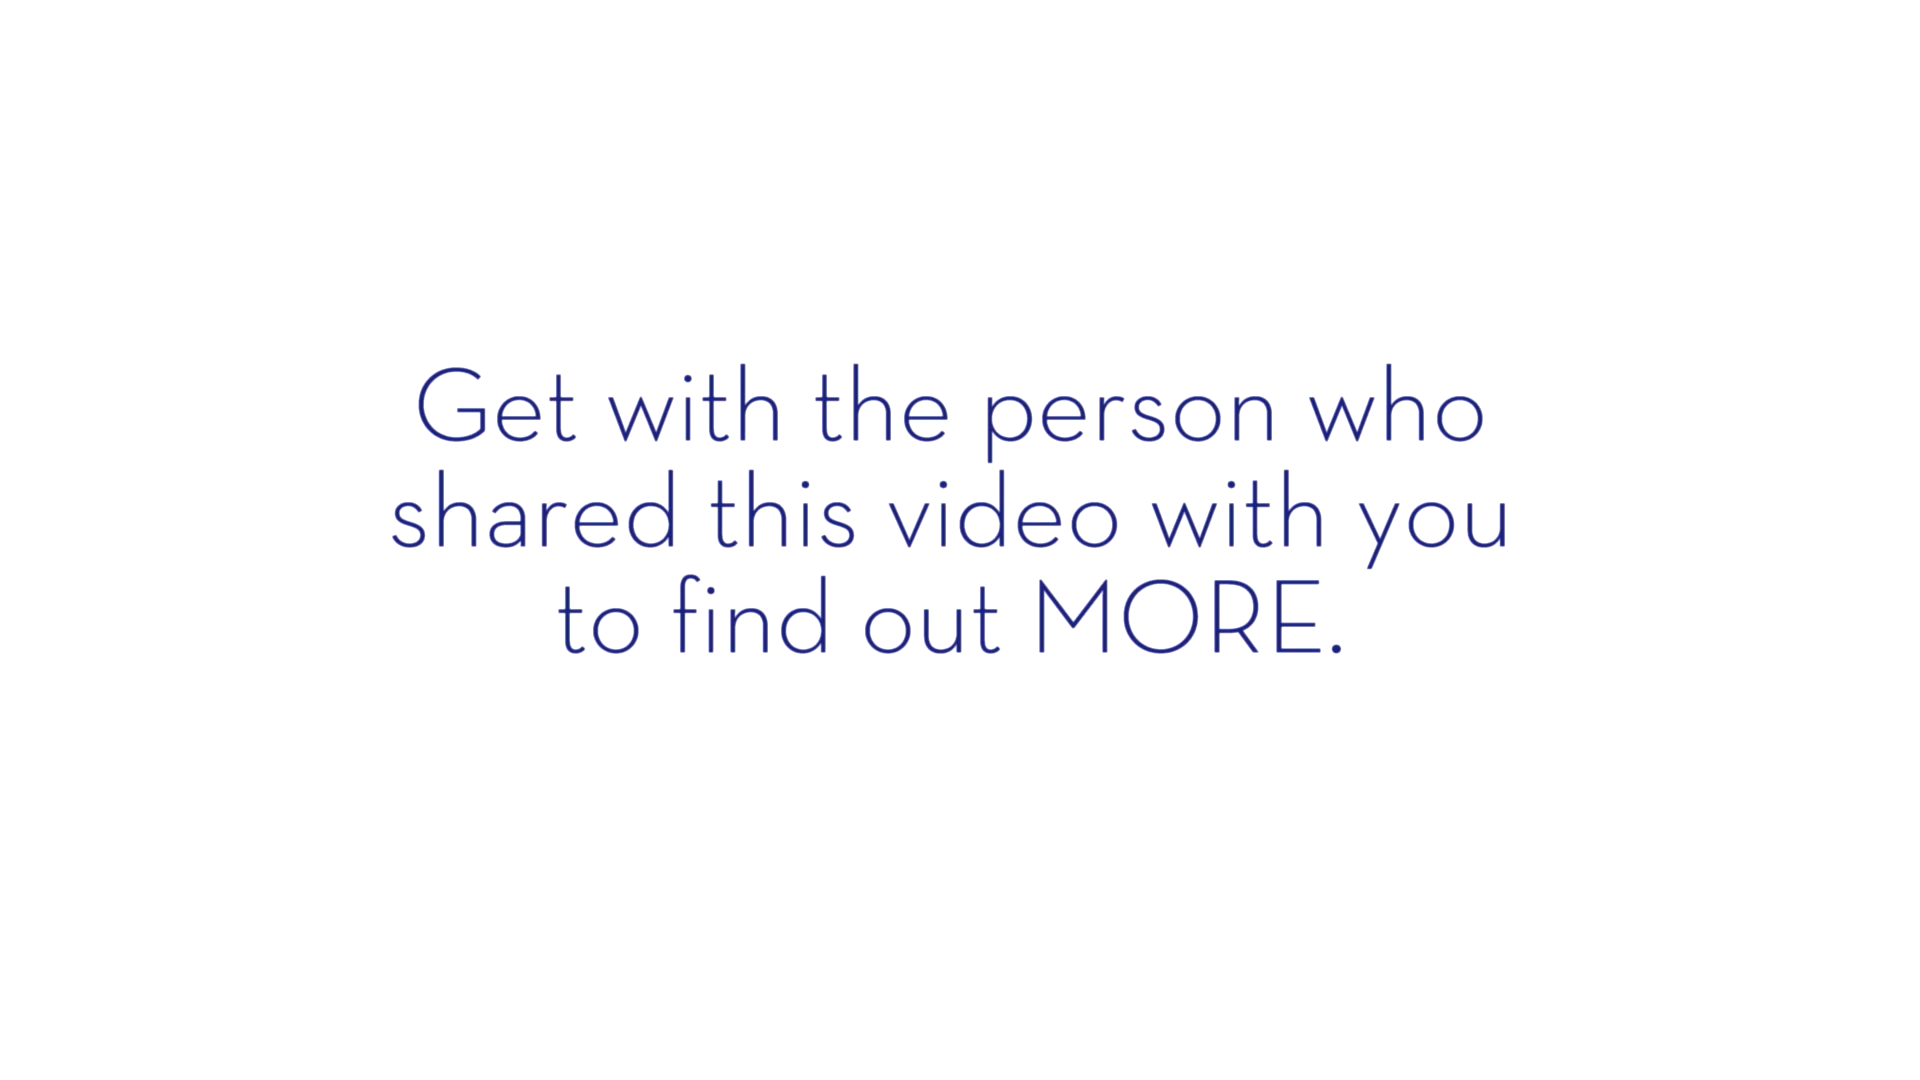 Get with the person who
shared this video with you
to find out MORE.